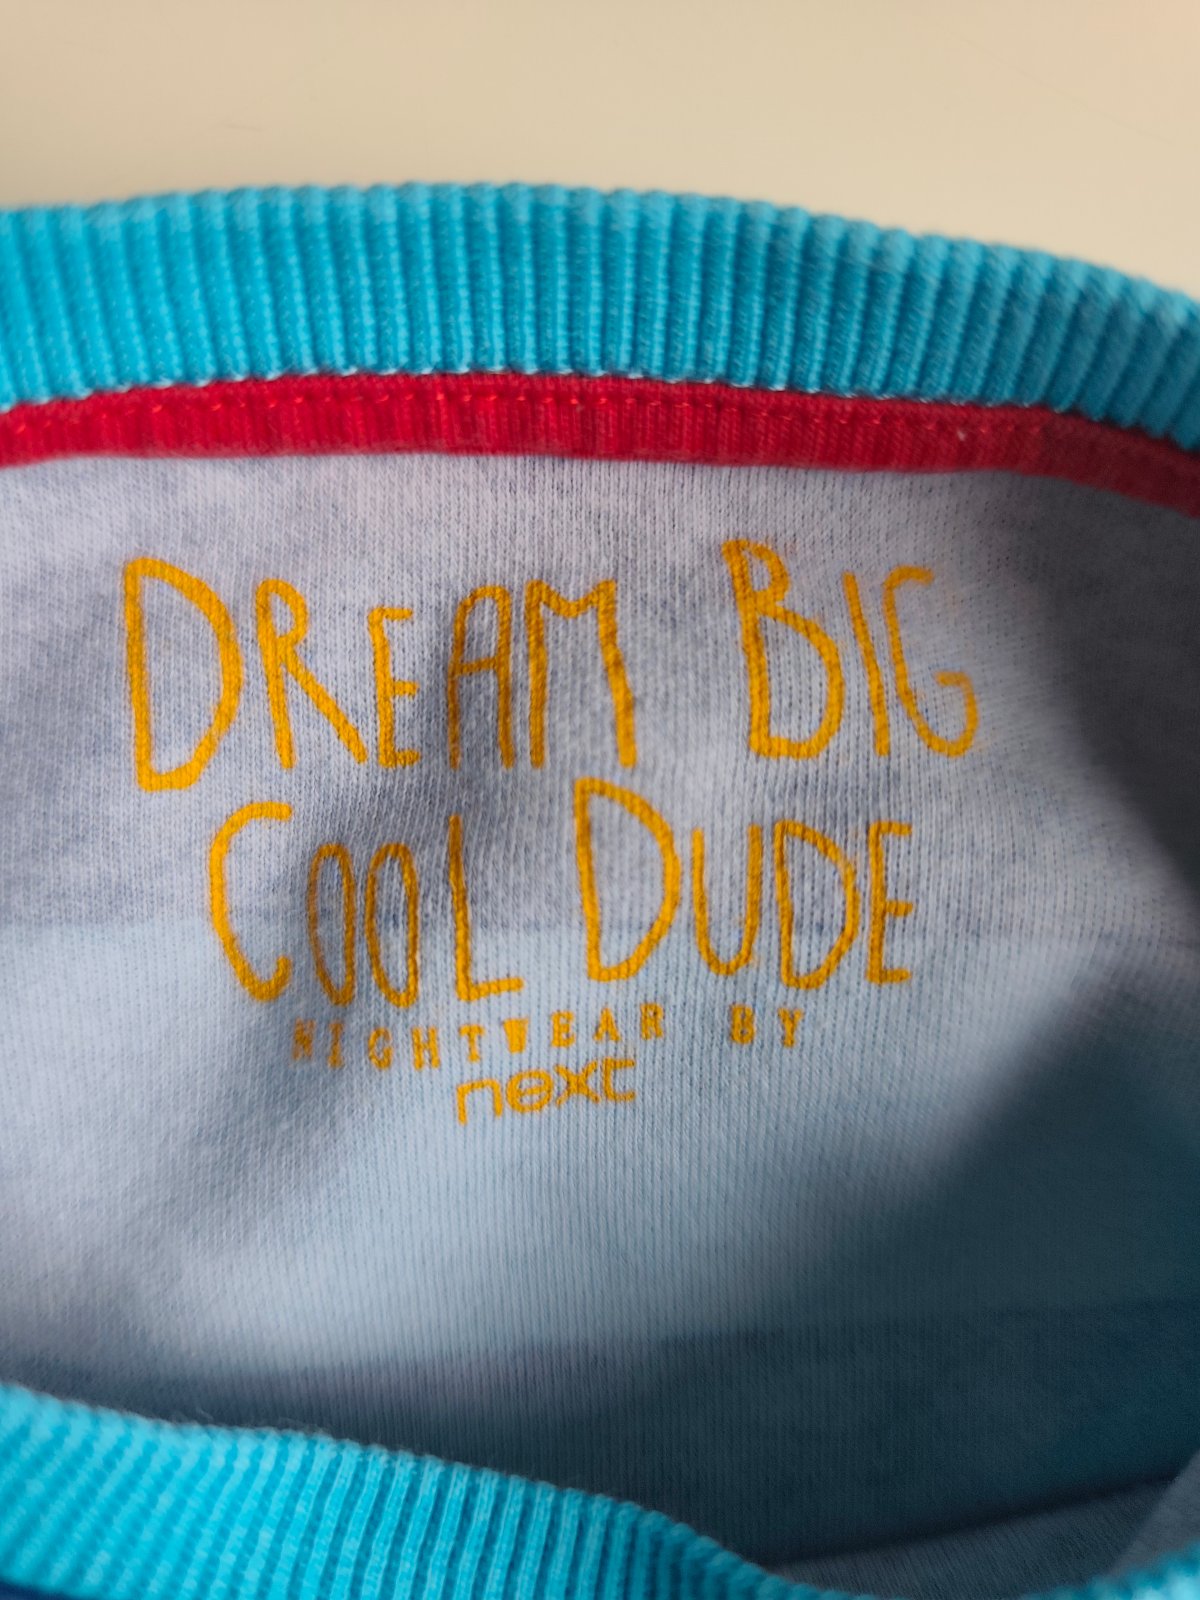 DREAM BIG
COOL DUDE
NIGHTWEAR BY
next